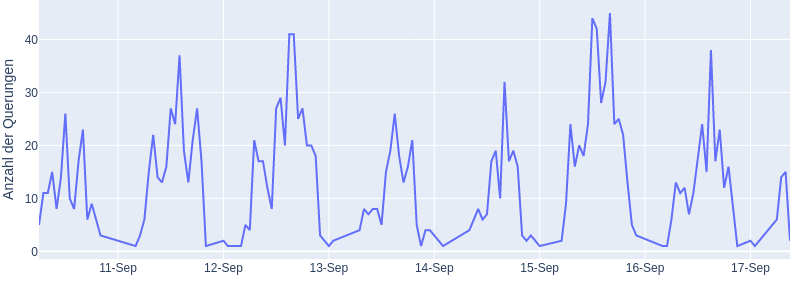 Anzahl der Querungen
40
30
20
10
0
11-Sep
12-Sep
13-Sep
14-Sep
15-Sep
16-Sep
17-Sep